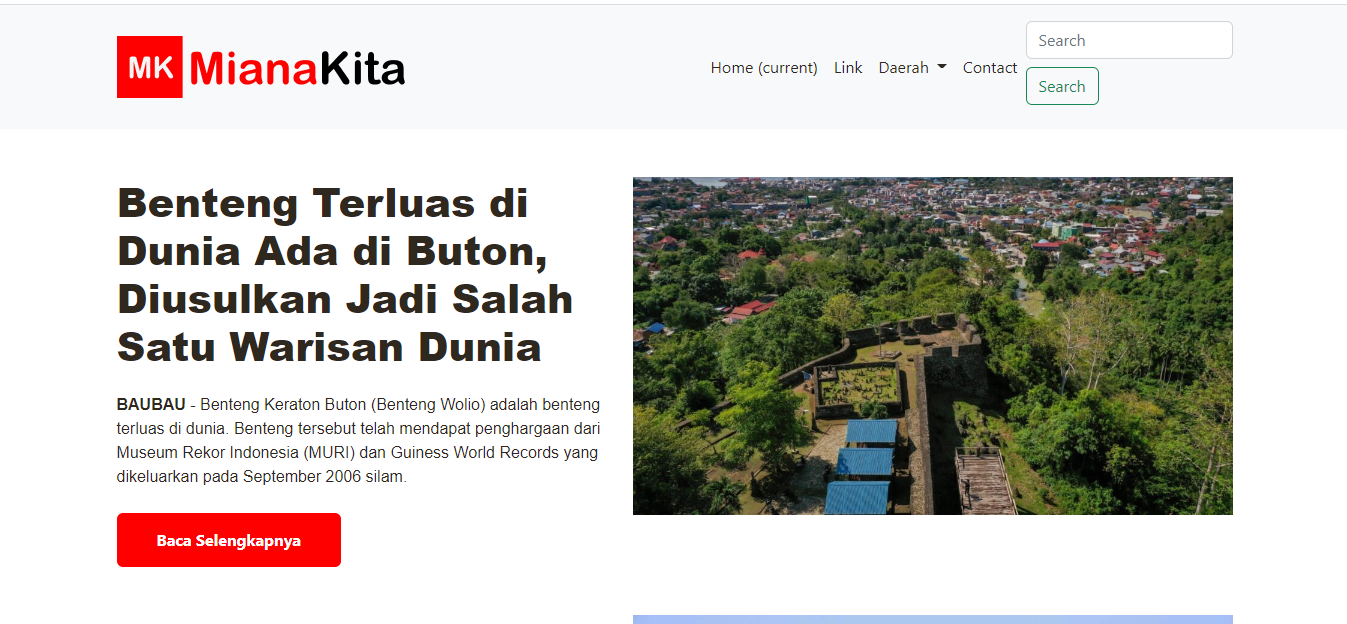 MK MianaKita
Home (current) Link Daerah Contact
Search
Search
Benteng Terluas di
Dunia Ada di Buton,
Diusulkan Jadi Salah
Satu Warisan Dunia
BAUBAU - Benteng Keraton Buton (Benteng Wolio) adalah benteng
terluas di dunia. Benteng tersebut telah mendapat penghargaan dari
Museum Rekor Indonesia (MURI) dan Guiness World Records yang
dikeluarkan pada September 2006 silam.
Baca Selengkapnya